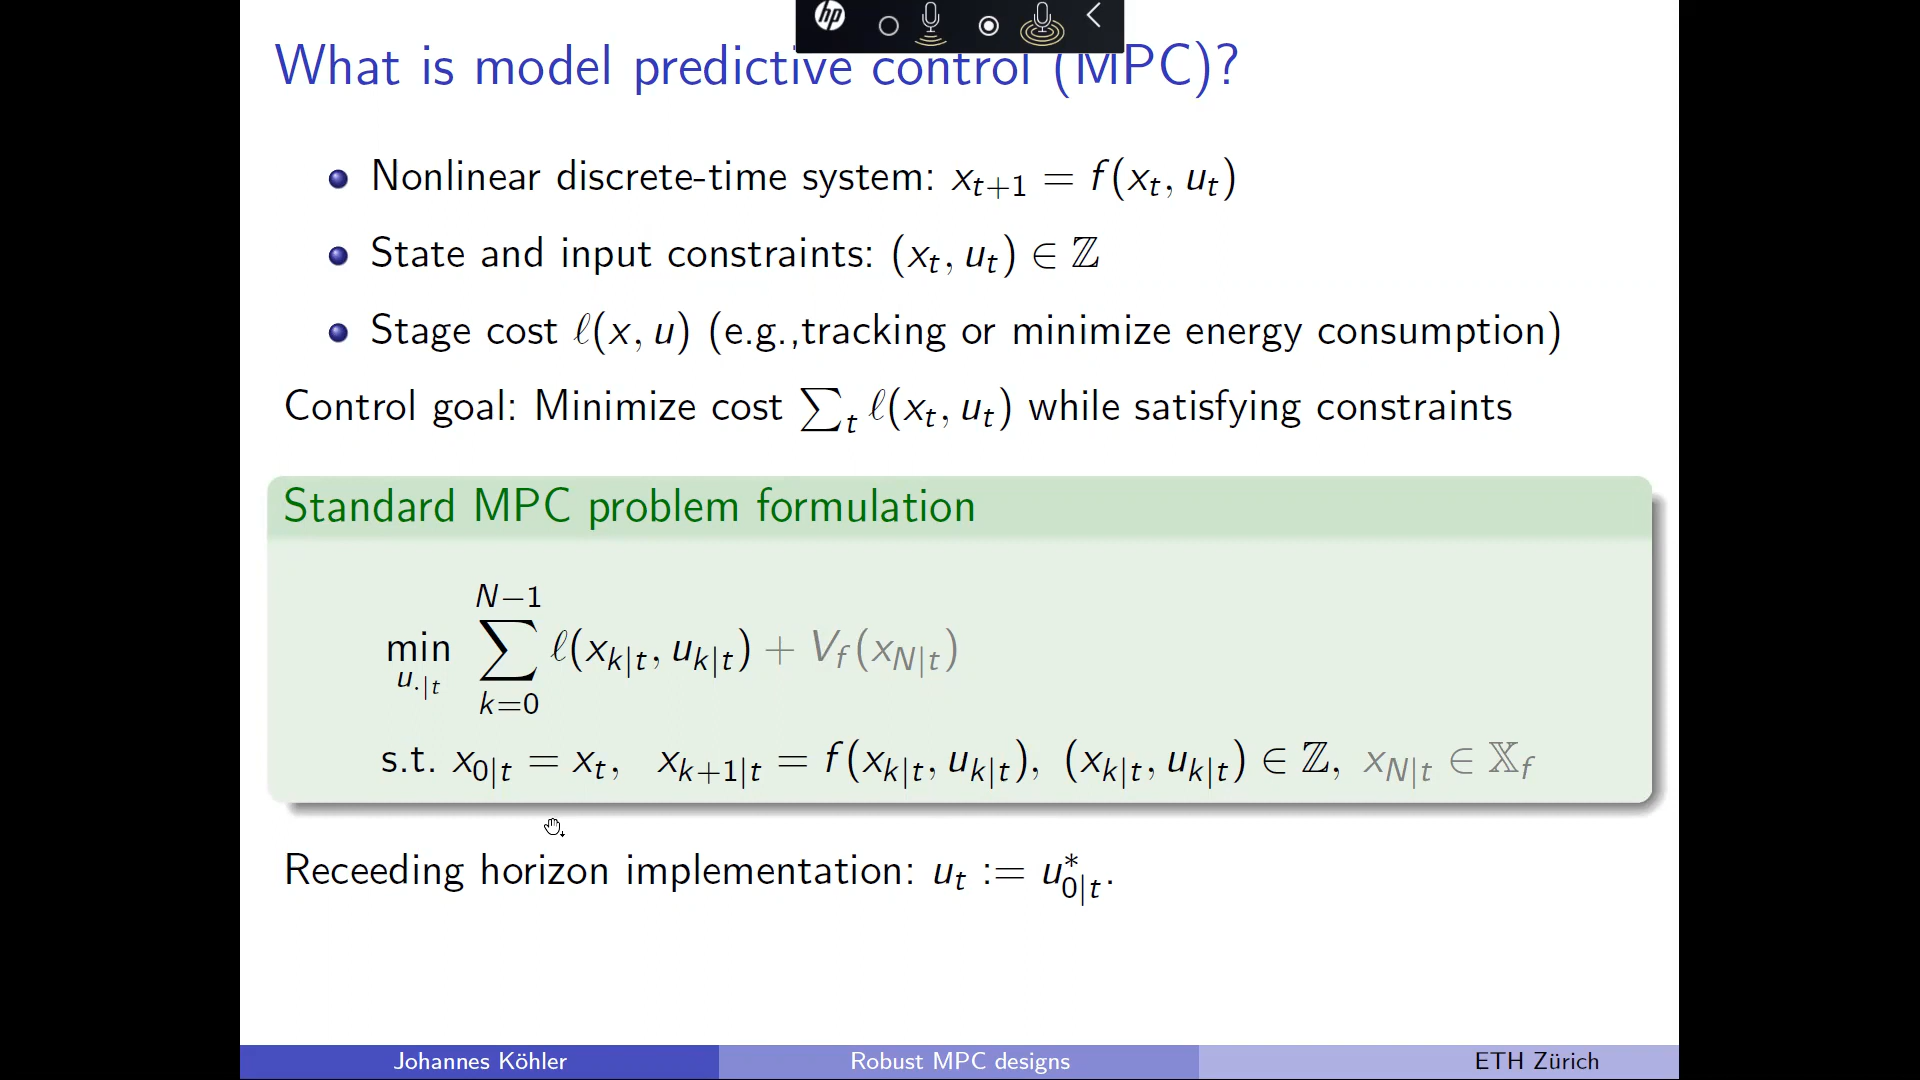 hp
What is model predictive control (MPC)?
Nonlinear discrete-time system: x_{t+1} = f(x_t, u_t)
State and input constraints: (x_t, u_t) ∈ ℤ
Stage cost ℓ(x, u) (e.g.,tracking or minimize energy consumption)
Control goal: Minimize cost ∑_t ℓ(x_t, u_t) while satisfying constraints
Standard MPC problem formulation
min_{u_{·|t}} ∑_{k=0}^{N−1} ℓ(x_{k|t}, u_{k|t}) + V_f(x_{N|t})
s.t. x_{0|t} = x_t, x_{k+1|t} = f(x_{k|t}, u_{k|t}), (x_{k|t}, u_{k|t}) ∈ ℤ, x_{N|t} ∈ 𝕏_f
Receeding horizon implementation: u_t := u*_{0|t}.
Johannes Köhler
Robust MPC designs
ETH Zürich